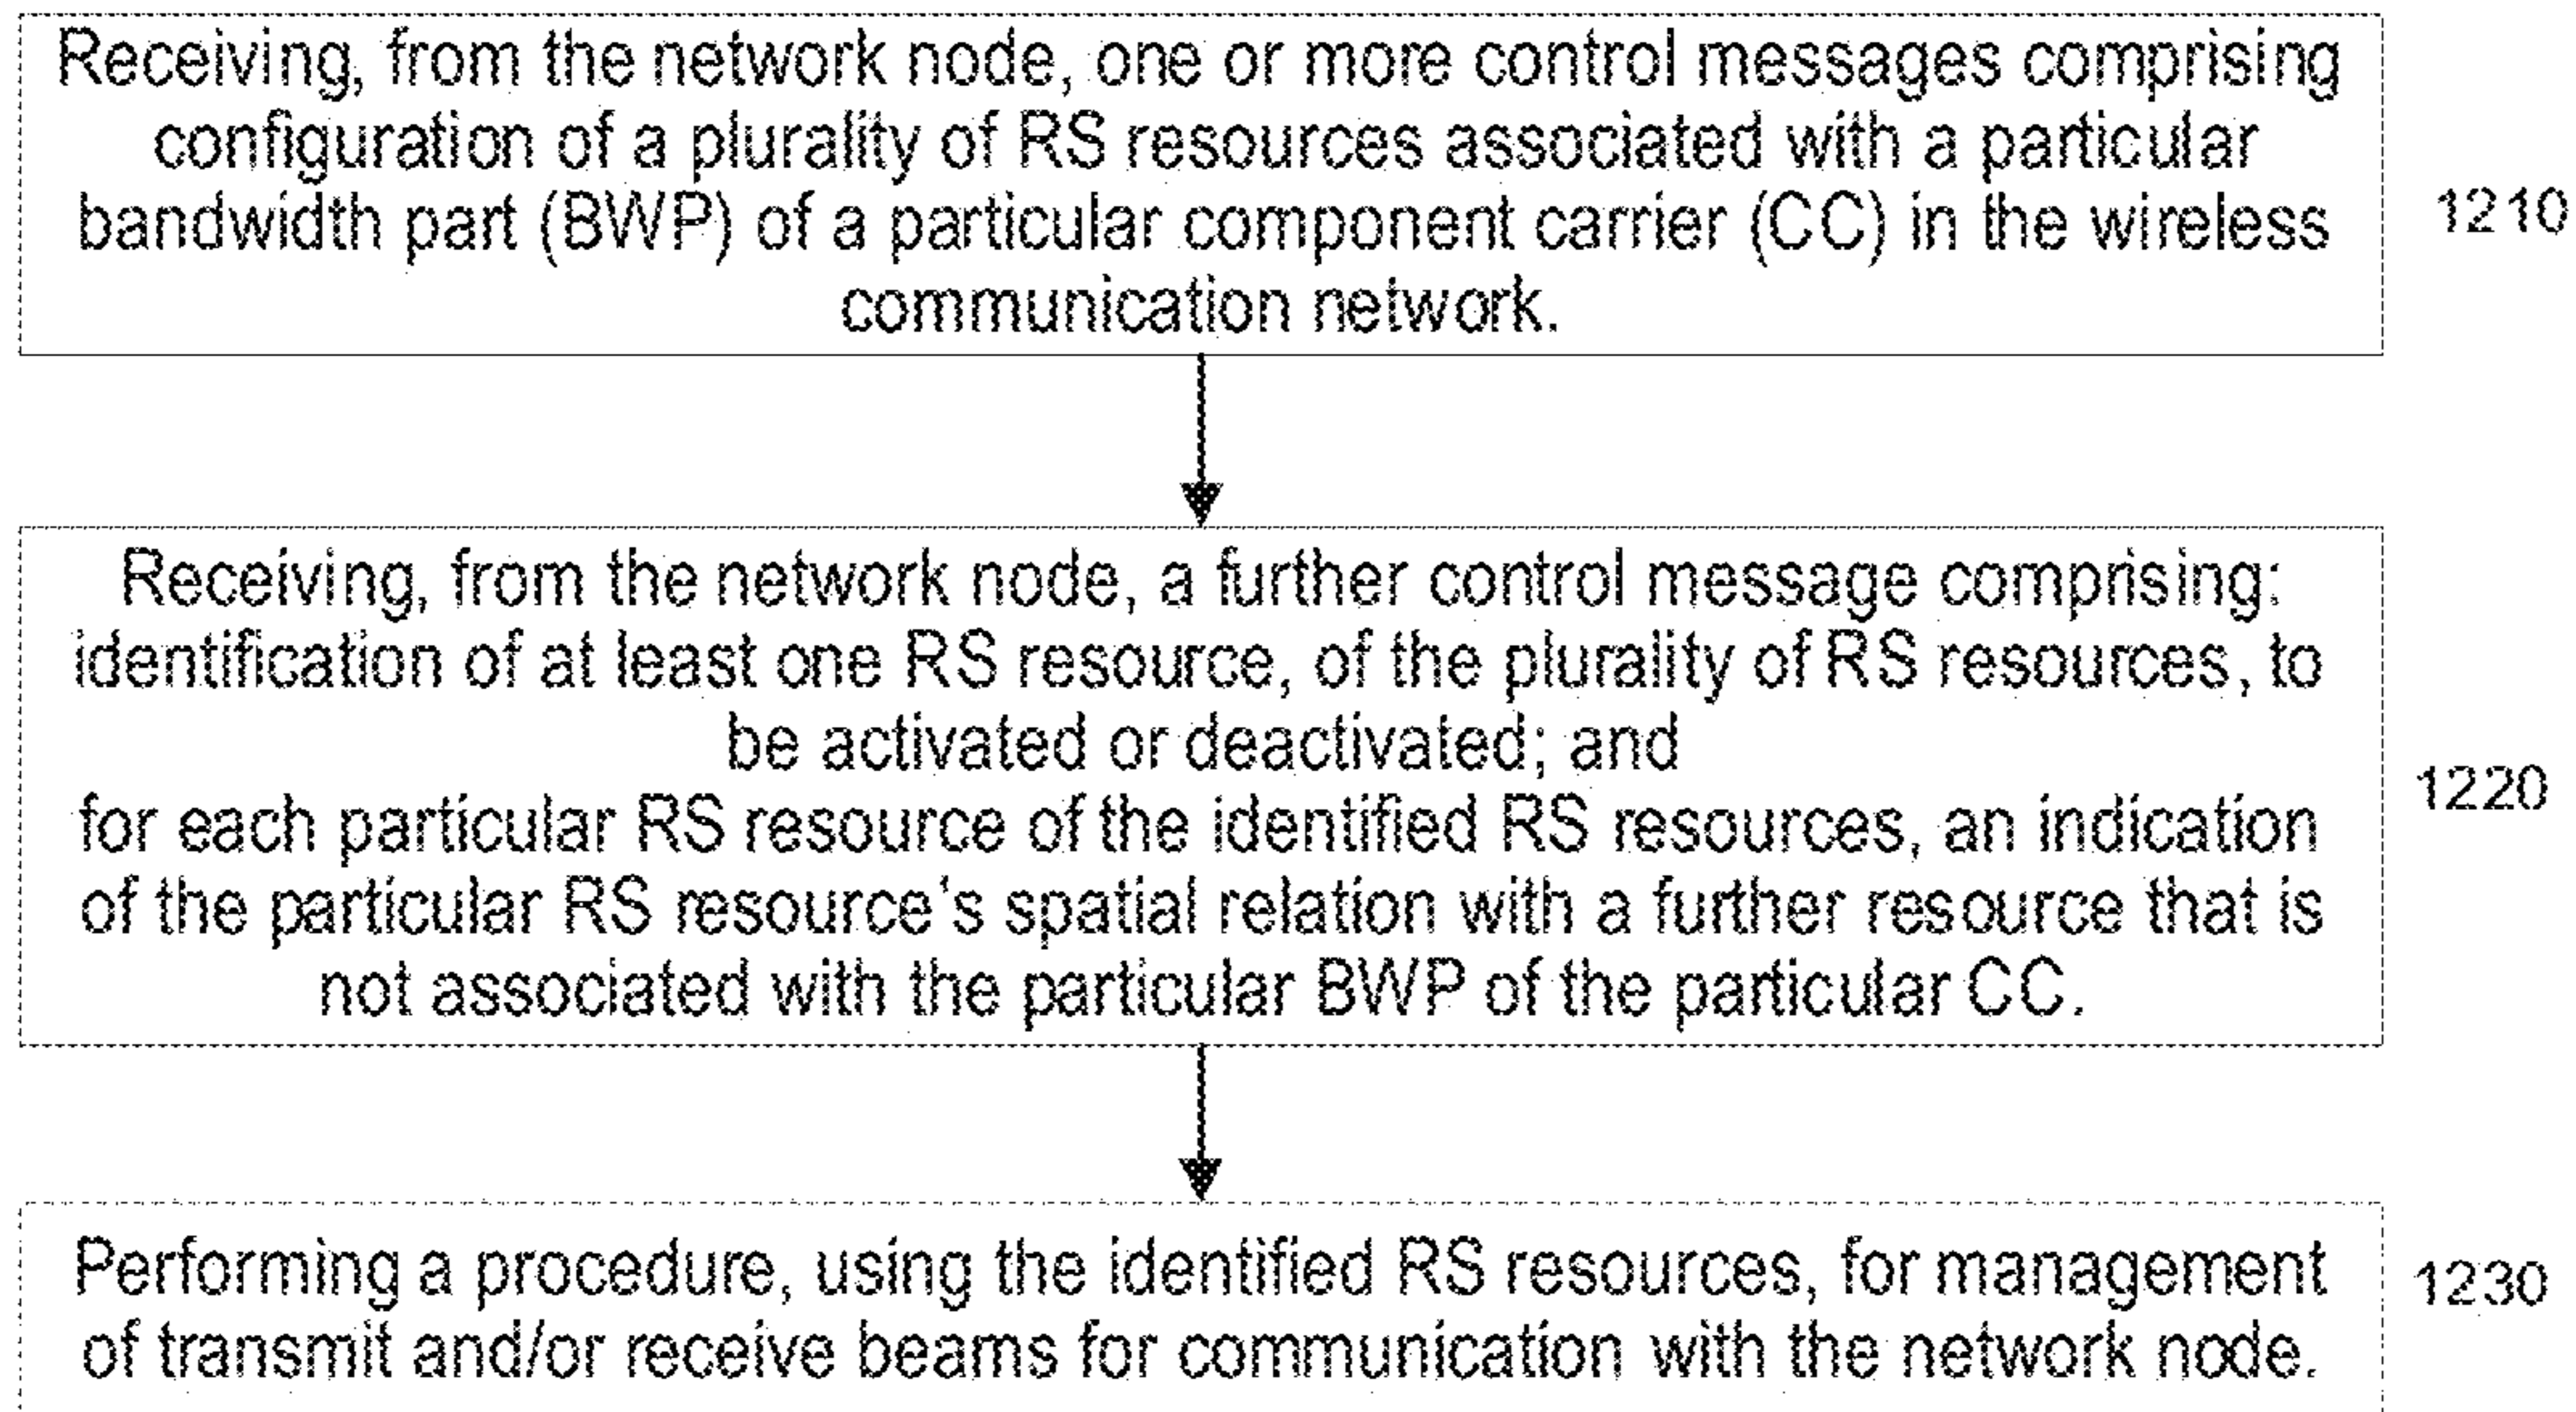 Receiving, from the network node, one or more control messages comprising
configuration of a plurality of RS resources associated with a particular
bandwidth part (BWP) of a particular component carrier (CC) in the wireless
communication network.
1210
Receiving, from the network node, a further control message comprising:
identification of at least one RS resource, of the plurality of RS resources, to
be activated or deactivated; and
for each particular RS resource of the identified RS resources, an indication
of the particular RS resource's spatial relation with a further resource that is
not associated with the particular BWP of the particular CC.
1220
Performing a procedure, using the identified RS resources, for management
of transmit and/or receive beams for communication with the network node.
1230